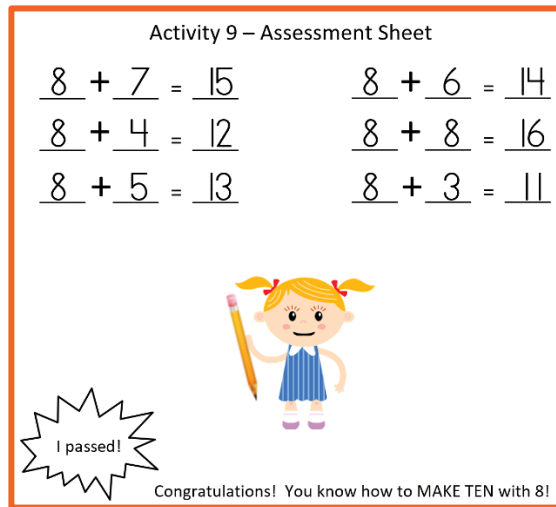 Activity 9 – Assessment Sheet
8 + 7 = 15
8 + 6 = 14
8 + 4 = 12
8 + 8 = 16
8 + 5 = 13
8 + 3 = 11
I passed!
Congratulations! You know how to MAKE TEN with 8!